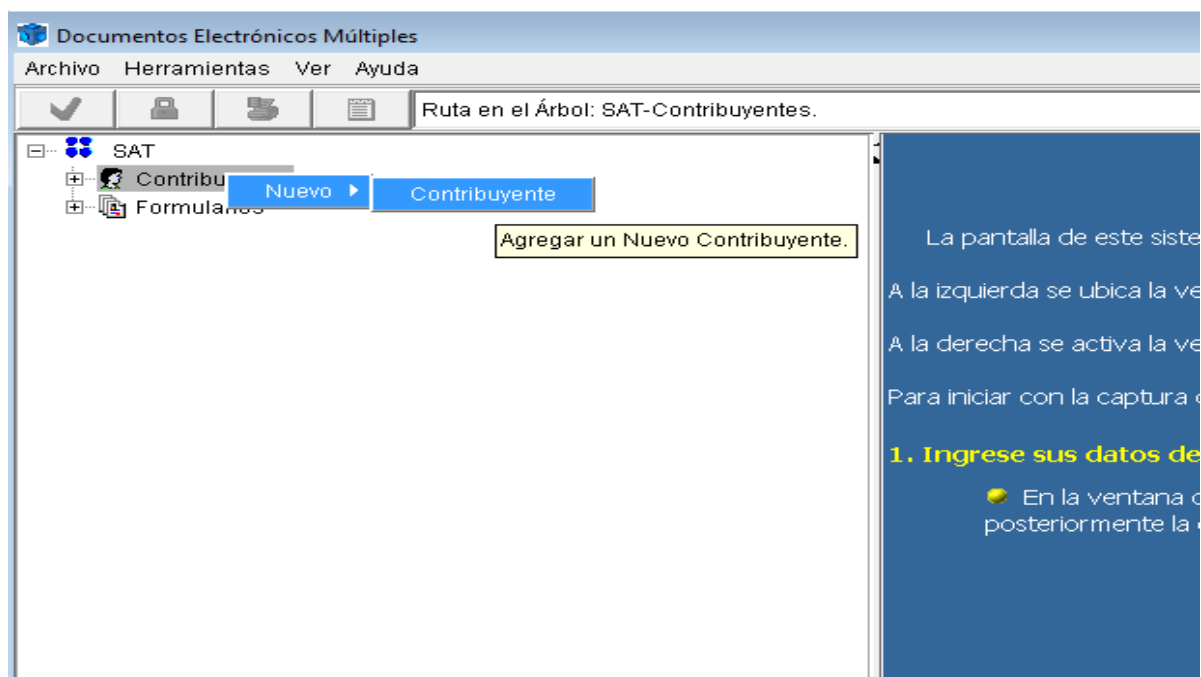 Documentos Electrónicos Múltiples
Archivo Herramientas Ver Ayuda
Ruta en el Árbol: SAT-Contribuyentes.
SAT
Contribu
Nuevo
Contribuyente
Formularios
Agregar un Nuevo Contribuyente.
La pantalla de este siste
A la izquierda se ubica la ve
A la derecha se activa la ve
Para iniciar con la captura
1. Ingrese sus datos de
En la ventana
posteriormente la